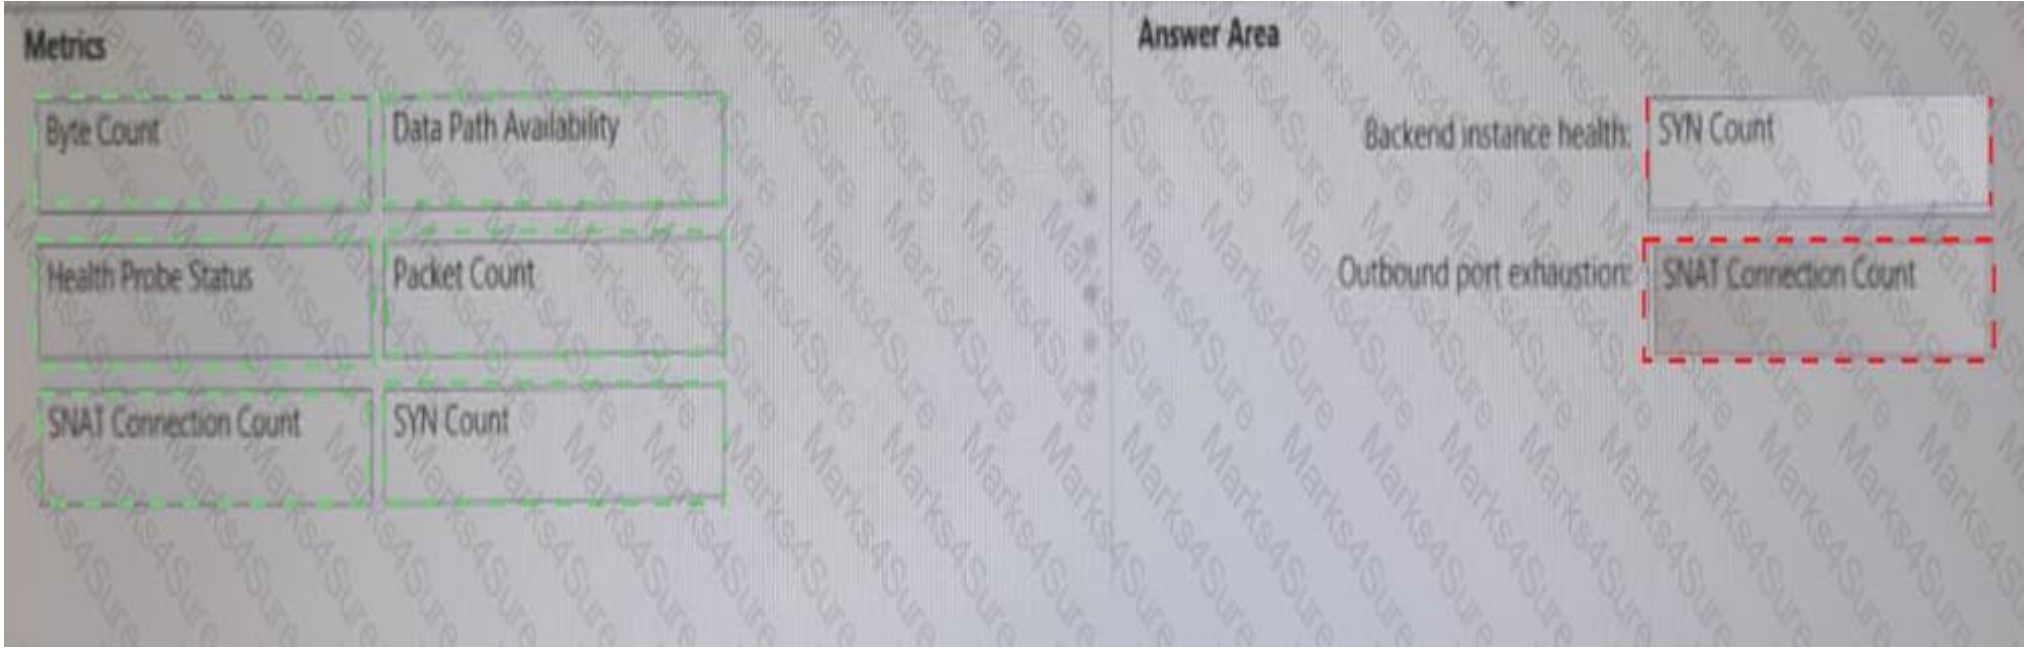 Metrics
Byte Count
Data Path Availability
Health Probe Status
Packet Count
SNAT Connection Count
SYN Count
Answer Area
Backend instance health:
SYN Count
Outbound port exhaustion:
SNAT Connection Count
Marks4Sure